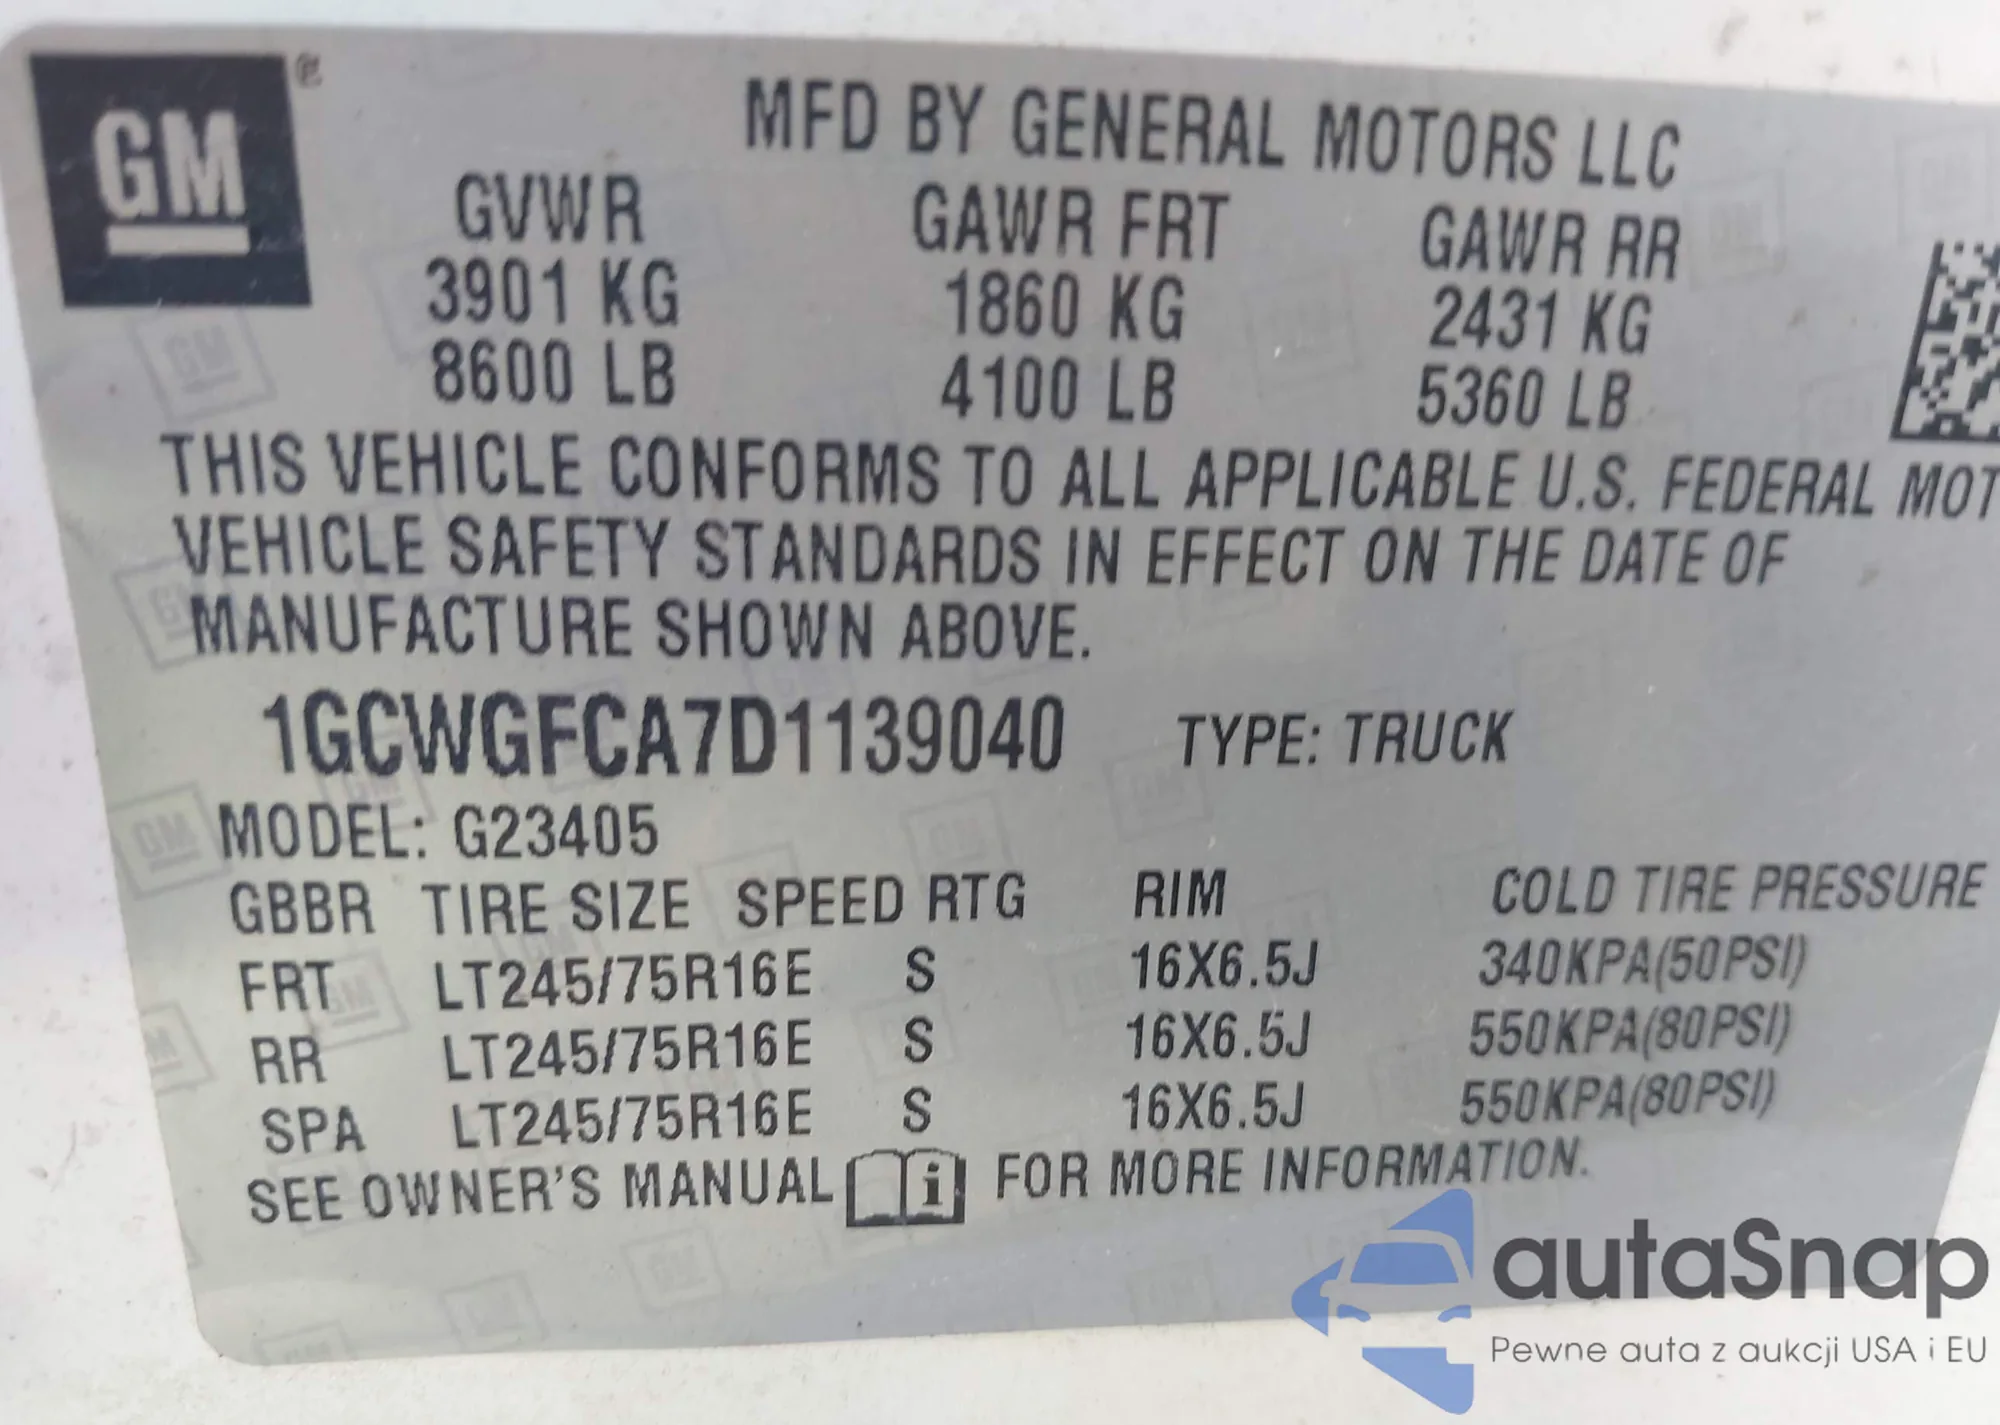 GM ®
MFD BY GENERAL MOTORS LLC
GVWR GAWR FRT GAWR RR
3901 KG 1860 KG 2431 KG
8600 LB 4100 LB 5360 LB
THIS VEHICLE CONFORMS TO ALL APPLICABLE U.S. FEDERAL MOT
VEHICLE SAFETY STANDARDS IN EFFECT ON THE DATE OF
MANUFACTURE SHOWN ABOVE.
1GCWGFCA7D1139040 TYPE: TRUCK
MODEL: G23405
GBBR TIRE SIZE SPEED RTG RIM COLD TIRE PRESSURE
FRT LT245/75R16E S 16X6.5J 340KPA(50PSI)
RR LT245/75R16E S 16X6.5J 550KPA(80PSI)
SPA LT245/75R16E S 16X6.5J 550KPA(80PSI)
SEE OWNER'S MANUAL i FOR MORE INFORMATION.
autaSnap
Pewne auta z aukcji USA i EU